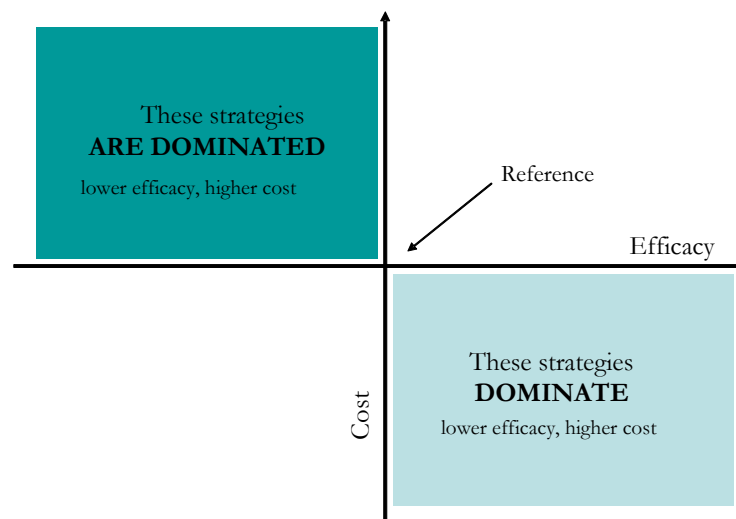 These strategies
ARE DOMINATED
lower efficacy, higher cost
Reference
Efficacy
These strategies
DOMINATE
lower efficacy, higher cost
Cost